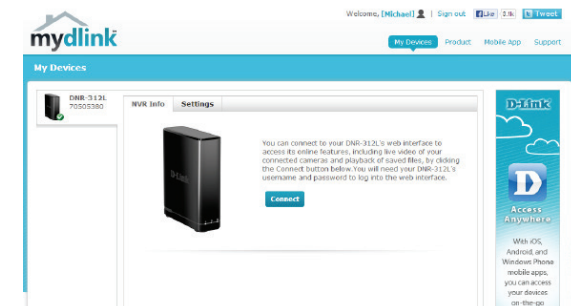 Welcome, [Michael] | Sign out Like 2.9k Tweet
mydlink
My Devices Product Mobile App Support
My Devices
DNR-312L
70505380
NVR Info Settings
You can connect to your DNR-312L's web interface to
access its online features, including live video of your
connected cameras and playback of saved files, by clicking
the Connect button below.You will need your DNR-312L's
username and password to log into the web interface.
Connect
D-Link
D-Link
D
Access
Anywhere
With iOS,
Android, and
Windows Phone
mobile apps,
you can access
your devices
on-the-go